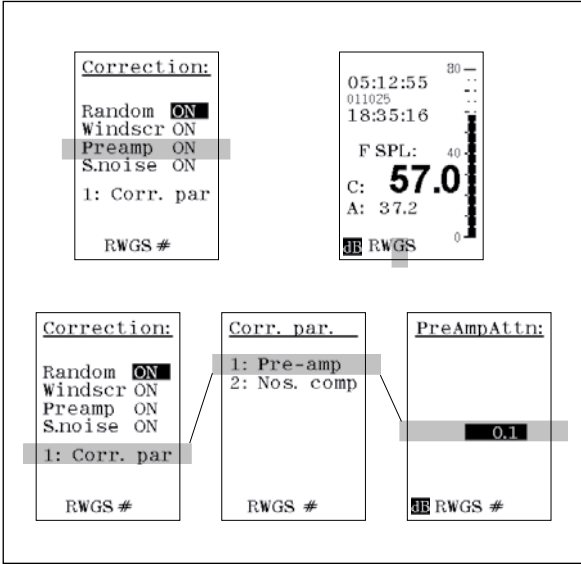 Correction:
Random ON
Windscr ON
Preamp ON
S.noise ON
1: Corr. par
RWGS #
80
05:12:55
011025
18:35:16
F SPL:
40
C: 57.0
A: 37.2
0
dB RWGS
Correction:
Random ON
Windscr ON
Preamp ON
S.noise ON
1: Corr. par
RWGS #
Corr. par.
1: Pre-amp
2: Nos. comp
RWGS #
PreAmpAttn:
0.1
dB RWGS #